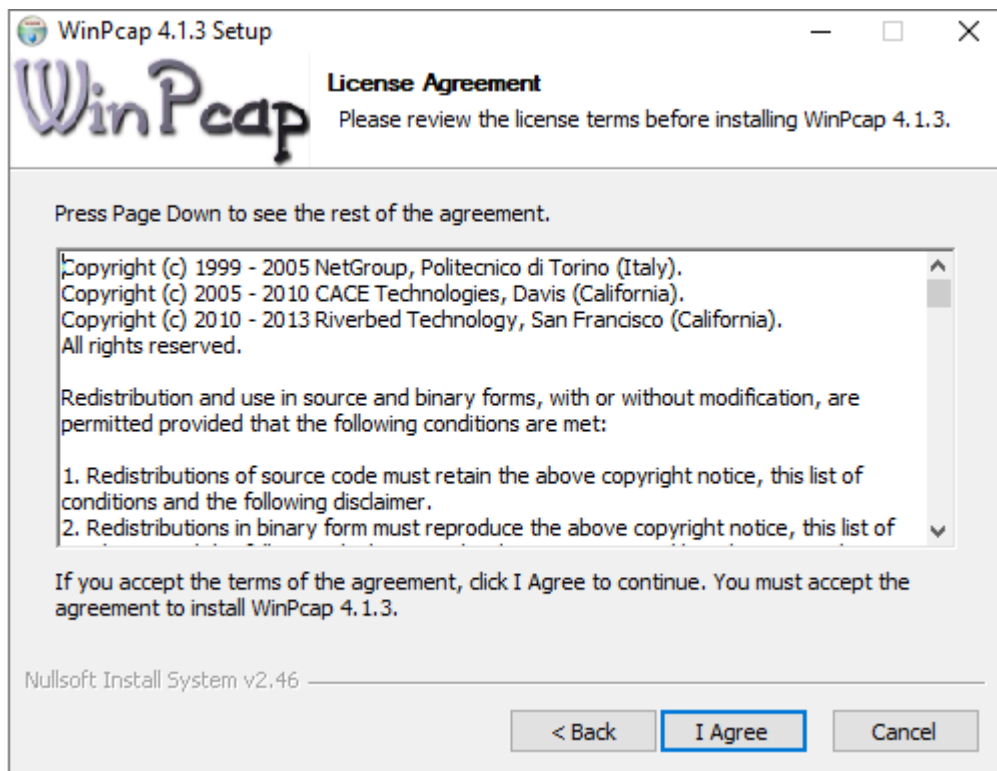 WinPcap 4.1.3 Setup
WinPcap
License Agreement
Please review the license terms before installing WinPcap 4.1.3.
Press Page Down to see the rest of the agreement.
Copyright (c) 1999 - 2005 NetGroup, Politecnico di Torino (Italy).
Copyright (c) 2005 - 2010 CACE Technologies, Davis (California).
Copyright (c) 2010 - 2013 Riverbed Technology, San Francisco (California).
All rights reserved.
Redistribution and use in source and binary forms, with or without modification, are
permitted provided that the following conditions are met:
1. Redistributions of source code must retain the above copyright notice, this list of
conditions and the following disclaimer.
2. Redistributions in binary form must reproduce the above copyright notice, this list of
If you accept the terms of the agreement, click I Agree to continue. You must accept the
agreement to install WinPcap 4.1.3.
Nullsoft Install System v2.46
< Back
I Agree
Cancel